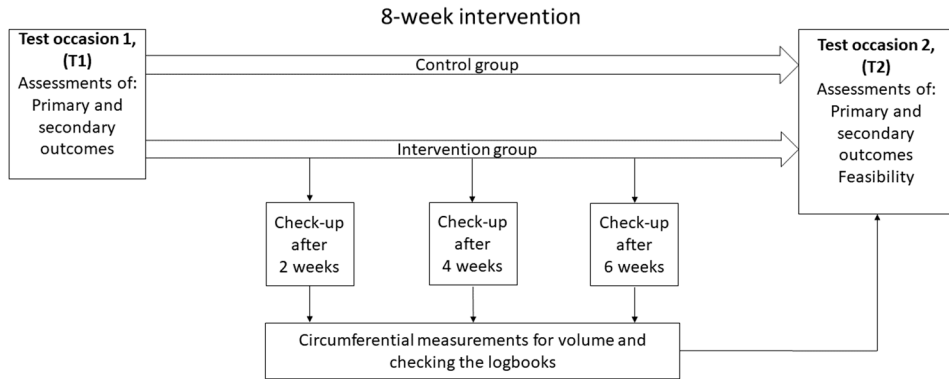 8-week intervention
Test occasion 1,
(T1)
Assessments of:
Primary and
secondary
outcomes
Control group
Intervention group
Test occasion 2,
(T2)
Assessments of:
Primary and
secondary
outcomes
Feasibility
Check-up
after
2 weeks
Check-up
after
4 weeks
Check-up
after
6 weeks
Circumferential measurements for volume and
checking the logbooks